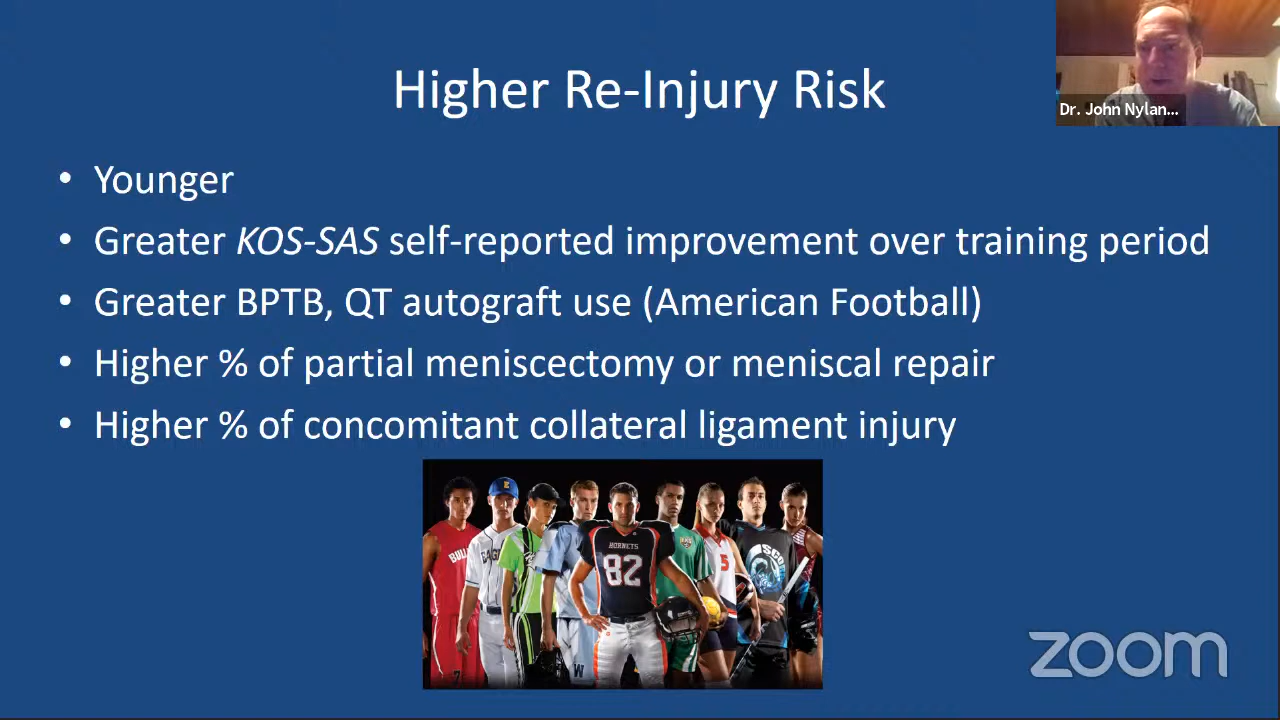 Higher Re-Injury Risk
Dr. John Nylan...
• Younger
• Greater KOS-SAS self-reported improvement over training period
• Greater BPTB, QT autograft use (American Football)
• Higher % of partial meniscectomy or meniscal repair
• Higher % of concomitant collateral ligament injury
HORNETS
82
5
zoom